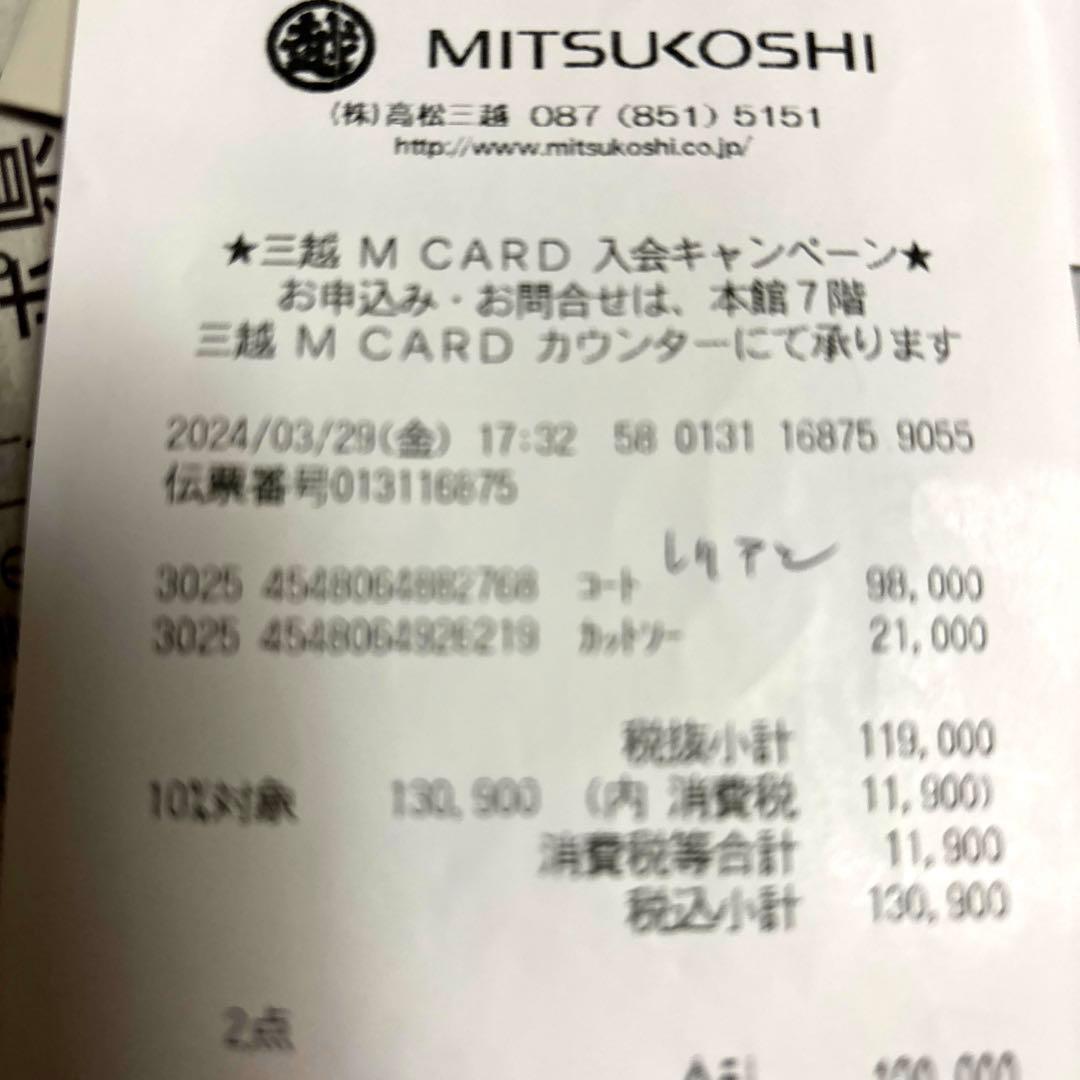 越 MITSUKOSHI
(株)高松三越 087 (851) 5151
http://www.mitsukoshi.co.jp/
★三越 M CARD 入会キャンペーン★
お申込み・お問合せは、本館7階
三越 M CARD カウンターにて承ります
2024/03/29(金) 17:32 58 0131 16875 9055
伝票番号013116875
3025 4548064882768 コート 98,000
3025 4548064926219 カットソー 21,000
税抜小計 119,000
10%対象 130,900 (内 消費税 11,900)
消費税等合計 11,900
税込小計 130,900
2点